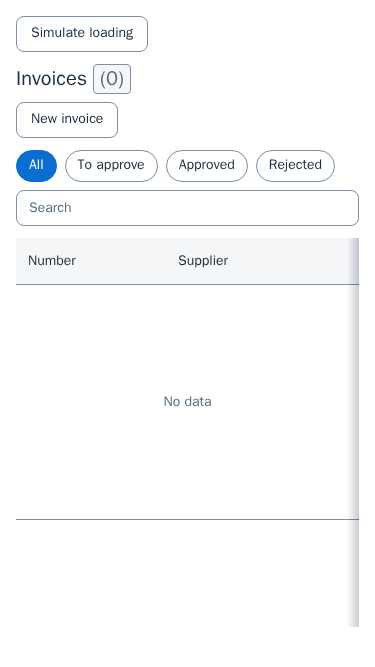 Simulate loading
Invoices (0)
New invoice
All To approve Approved Rejected
Search
Number Supplier
No data